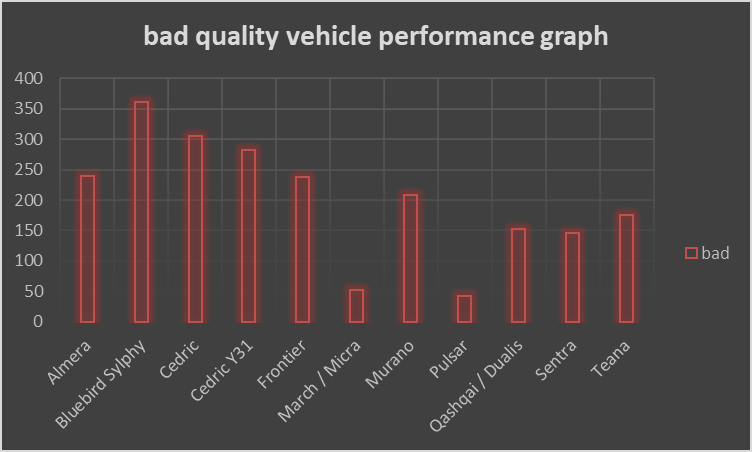 bad quality vehicle performance graph
400
350
300
250
200
150
100
50
0
Almera
Bluebird Sylphy
Cedric
Cedric Y31
Frontier
March / Micra
Murano
Pulsar
Qashqai / Dualis
Sentra
Teana
bad